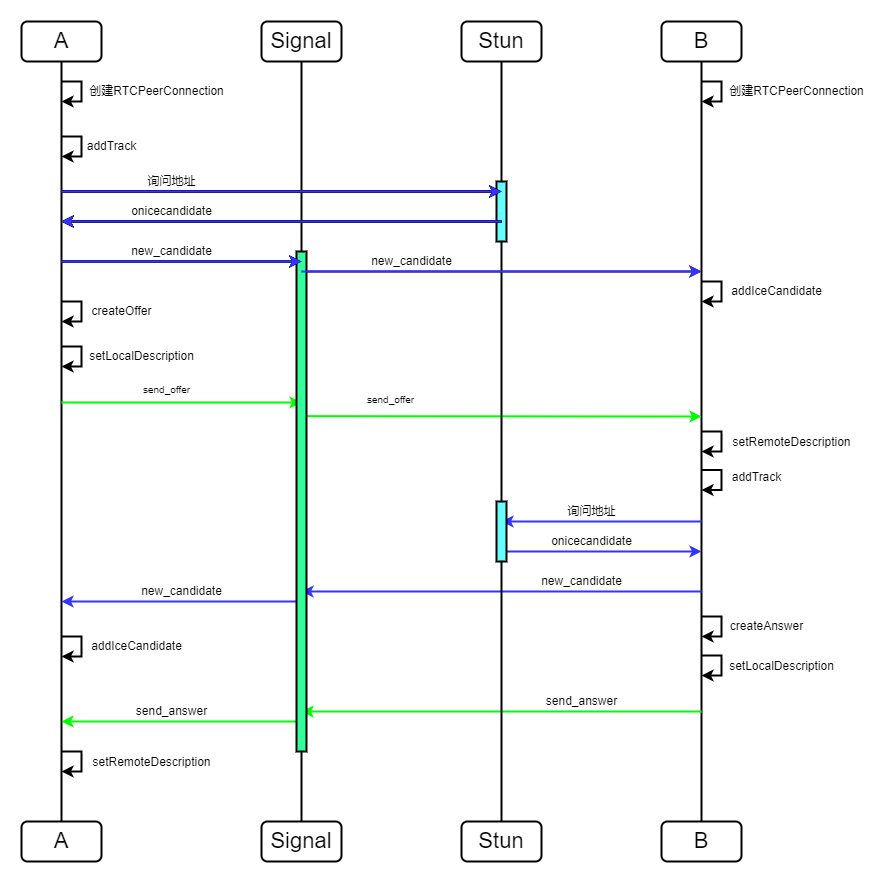 A
Signal
Stun
B
创建RTCPeerConnection
创建RTCPeerConnection
addTrack
询问地址
onicecandidate
new_candidate
new_candidate
addIceCandidate
createOffer
setLocalDescription
send_offer
send_offer
setRemoteDescription
addTrack
询问地址
onicecandidate
new_candidate
new_candidate
createAnswer
addIceCandidate
setLocalDescription
send_answer
send_answer
setRemoteDescription
A
Signal
Stun
B